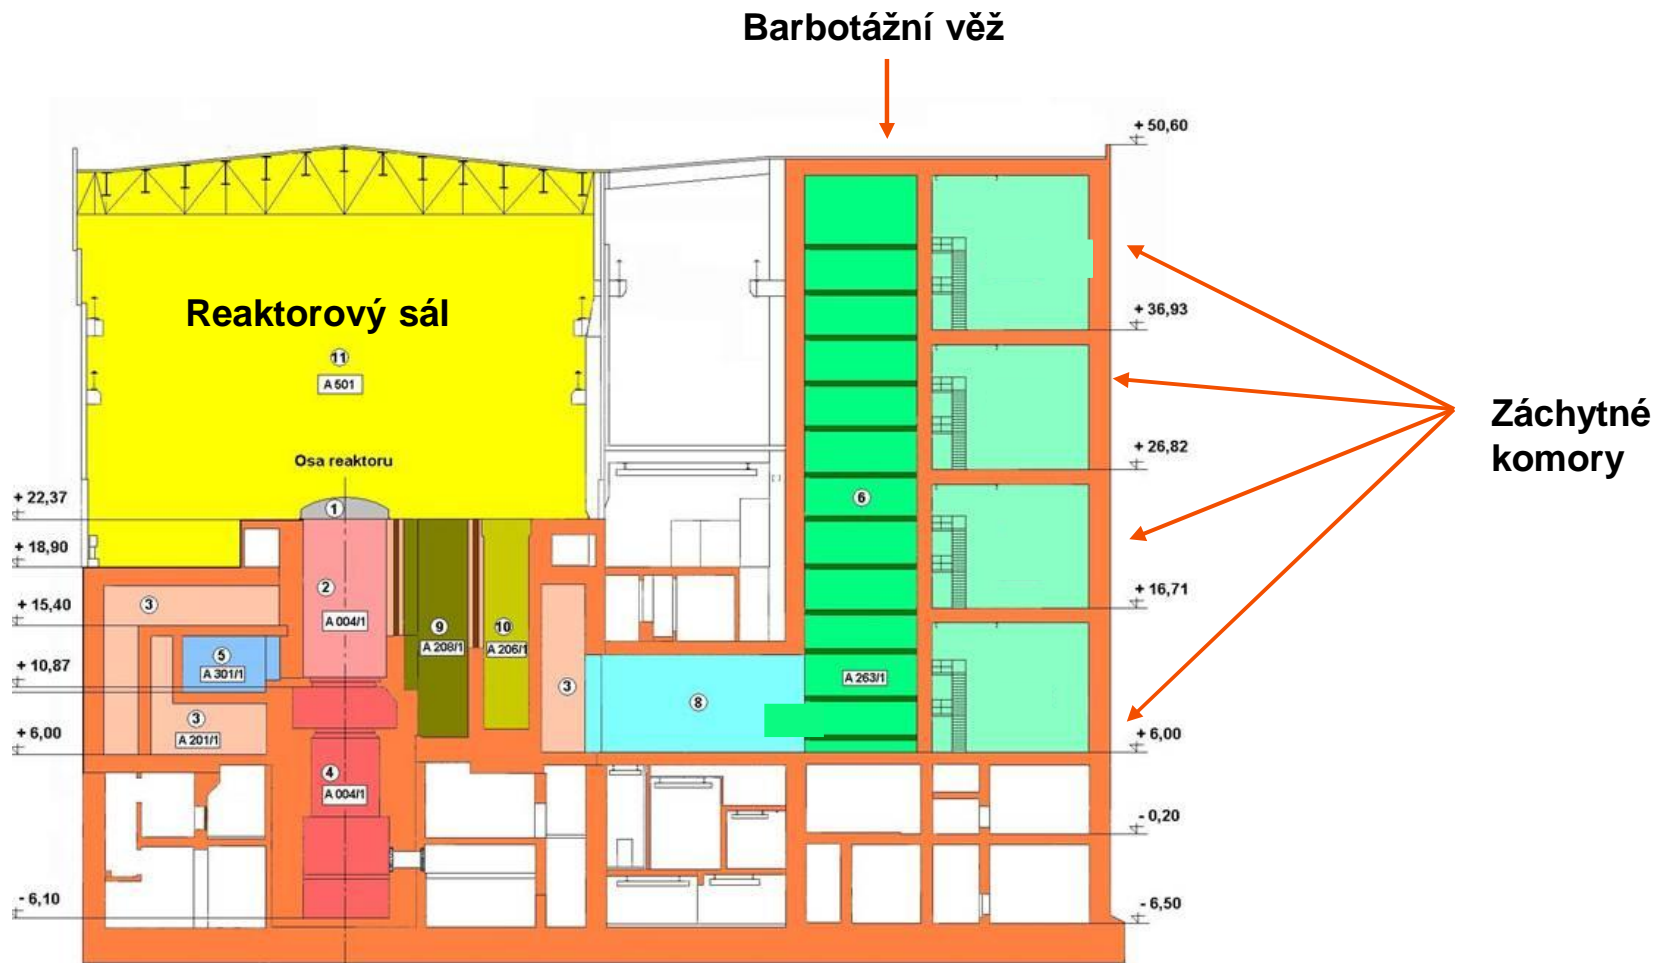 Barbotážní věž
+ 50,60
Reaktorový sál
11
A 501
+ 36,93
Osa reaktoru
Záchytné
komory
+ 26,82
+ 22,37
1
6
+ 18,90
2
+ 16,71
3
+ 15,40
A 004/1
9
10
A 208/1
A 206/1
5
A 301/1
+ 10,87
A 263/1
3
8
3
A 201/1
+ 6,00
+ 6,00
4
A 004/1
- 0,20
- 6,10
- 6,50